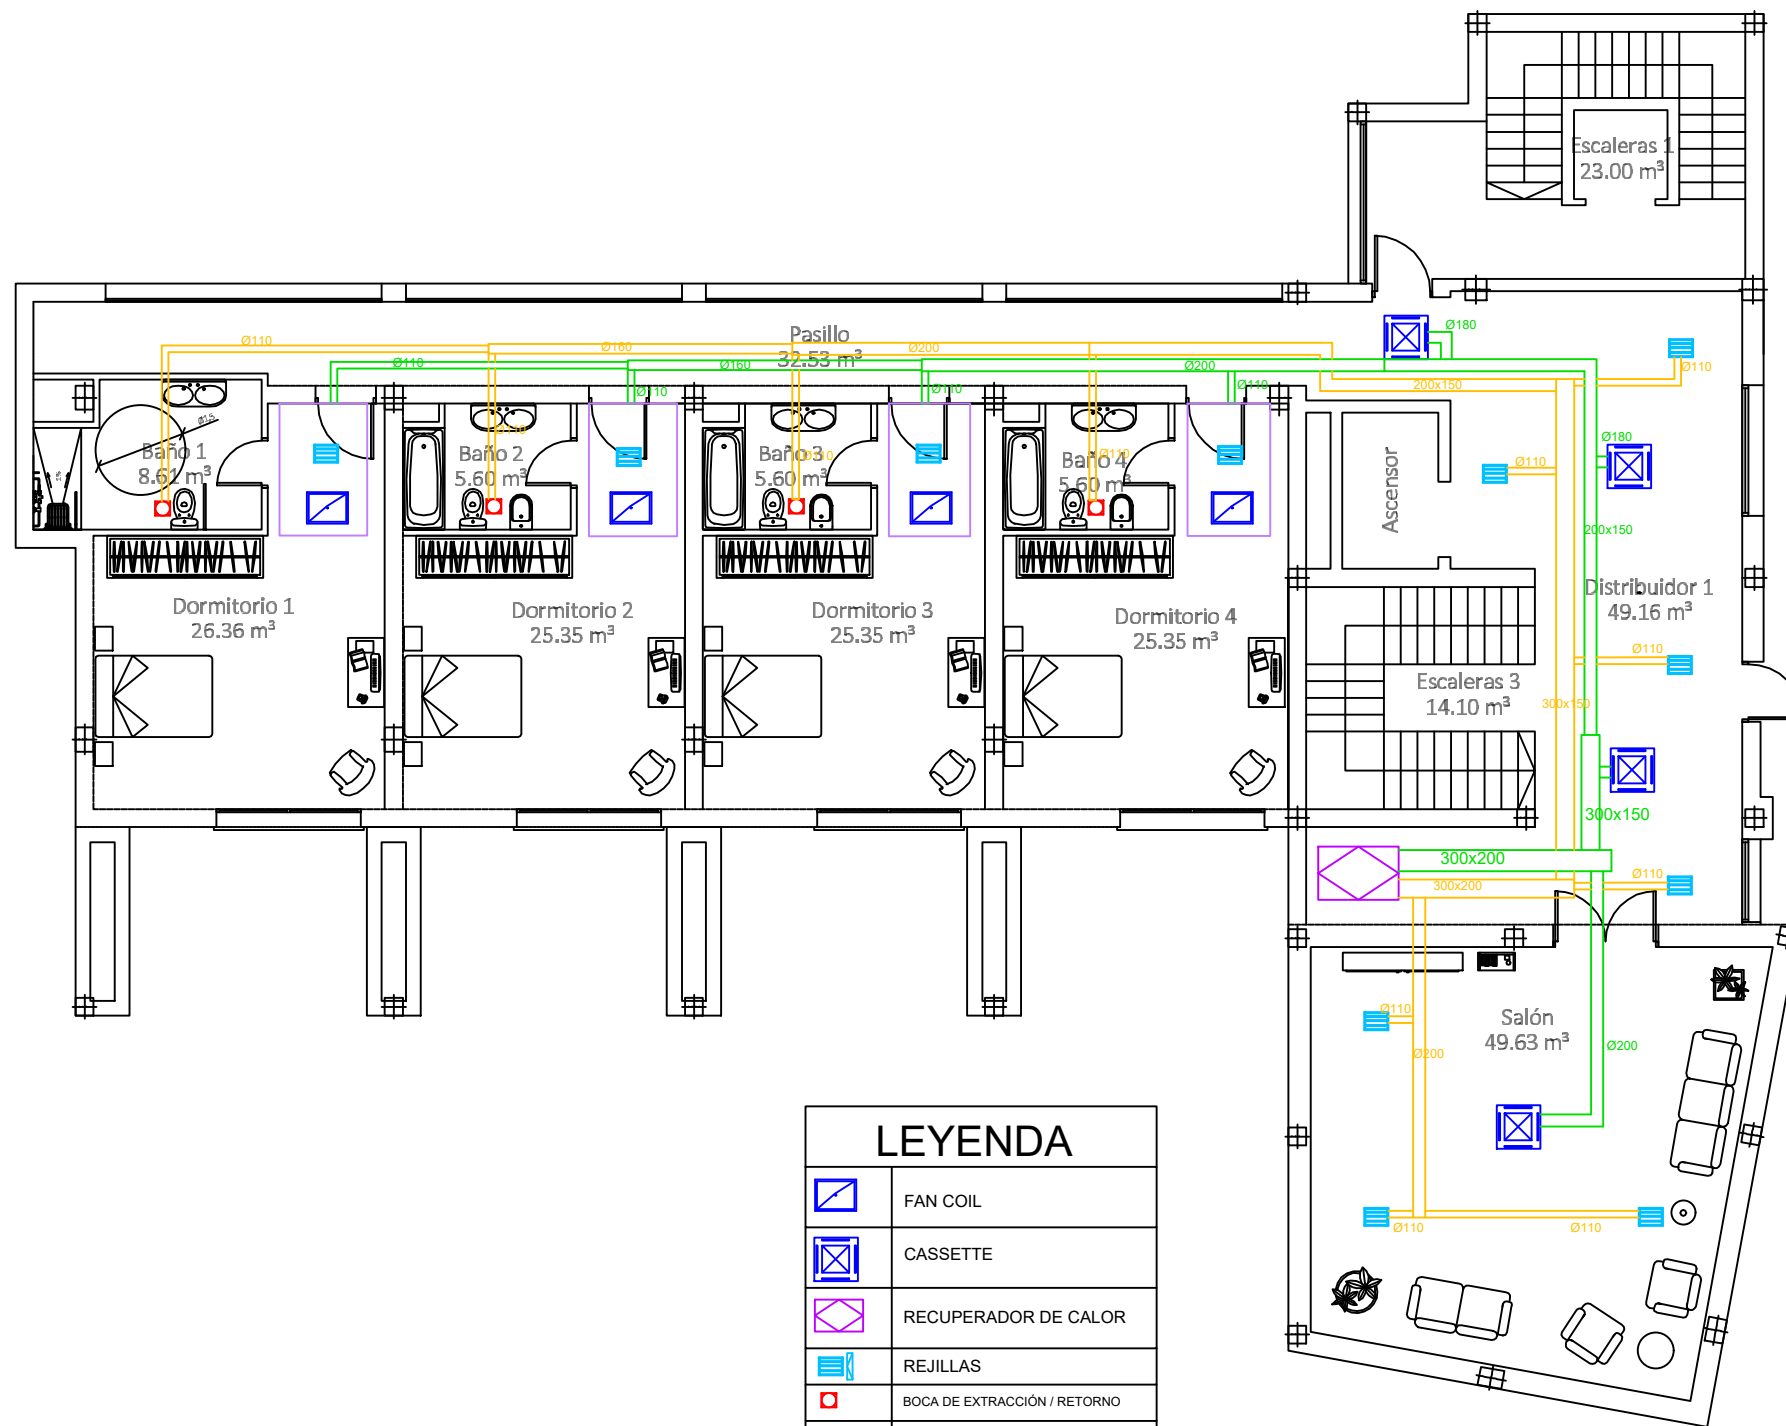 Escaleras 1
23.00 m³
Pasillo
32.53 m³
Ø110
Ø160
Ø200
Ø180
Ø110
Ø160
Ø200
Ø110
Ø110
Ø110
Ø110
200x150
Ø1.5
Baño 1
8.61 m³
Baño 2
5.60 m³
Ø110
Baño 3
5.60 m³
Ø110
Baño 4
5.60 m³
Ø110
Ascensor
Ø110
Ø180
200x150
Distribuidor 1
49.16 m³
Dormitorio 1
26.36 m³
Dormitorio 2
25.35 m³
Dormitorio 3
25.35 m³
Dormitorio 4
25.35 m³
Ø110
Escaleras 3
14.10 m³
300x150
300x150
300x200
300x200
Ø110
Salón
49.63 m³
Ø110
Ø200
Ø200
Ø110
Ø110
LEYENDA
FAN COIL
CASSETTE
RECUPERADOR DE CALOR
REJILLAS
BOCA DE EXTRACCIÓN / RETORNO